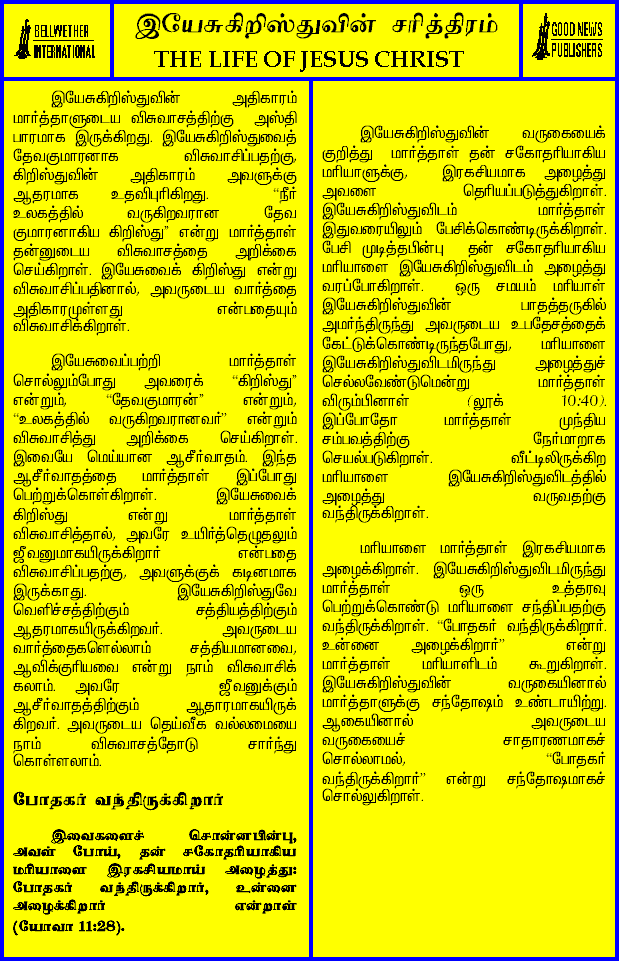 BELLWETHER
INTERNATIONAL
இயேசுகிறிஸ்துவின் சரித்திரம்
THE LIFE OF JESUS CHRIST
GOOD NEWS
PUBLISHERS
இயேசுகிறிஸ்துவின் அதிகாரம்
மார்த்தாளுடைய விசுவாசத்திற்கு அஸ்தி
பாரமாக இருக்கிறது. இயேசுகிறிஸ்துவைத்
தேவகுமாரனாக விசுவாசிப்பதற்கு,
கிறிஸ்துவின் அதிகாரம் அவளுக்கு
ஆதரமாக உதவிபுரிகிறது. “நீர்
உலகத்தில் வருகிறவரான தேவ
குமாரனாகிய கிறிஸ்து” என்று மார்த்தாள்
தன்னுடைய விசுவாசத்தை அறிக்கை
செய்கிறாள். இயேசுவைக் கிறிஸ்து என்று
விசுவாசிப்பதினால், அவருடைய வார்த்தை
அதிகாரமுள்ளது என்பதையும்
விசுவாசிக்கிறாள்.
இயேசுவைப்பற்றி மார்த்தாள்
சொல்லும்போது அவரைக் “கிறிஸ்து”
என்றும், “தேவகுமாரன்” என்றும்,
“உலகத்தில் வருகிறவரானவர்” என்றும்
விசுவாசித்து அறிக்கை செய்கிறாள்.
இவையே மெய்யான ஆசீர்வாதம். இந்த
ஆசீர்வாதத்தை மார்த்தாள் இப்போது
பெற்றுக்கொள்கிறாள். இயேசுவைக்
கிறிஸ்து என்று மார்த்தாள்
விசுவாசித்தால், அவரே உயிர்த்தெழுதலும்
ஜீவனுமாகயிருக்கிறார் என்பதை
விசுவாசிப்பதற்கு, அவளுக்குக் கடினமாக
இருக்காது. இயேசுகிறிஸ்துவே
வெளிச்சத்திற்கும் சத்தியத்திற்கும்
ஆதரமாகயிருக்கிறவர். அவருடைய
வார்த்தைகளெல்லாம் சத்தியமானவை,
ஆவிக்குரியவை என்று நாம் விசுவாசிக்
கலாம். அவரே ஜீவனுக்கும்
ஆசீர்வாதத்திற்கும் ஆதாரமாகயிருக்
கிறவர். அவருடைய தெய்வீக வல்லமையை
நாம் விசுவாசத்தோடு சார்ந்து
கொள்ளலாம்.
போதகர் வந்திருக்கிறார்
இவைகளைச் சொன்னபின்பு,
அவள் போய், தன் சகோதரியாகிய
மரியாளை இரகசியமாய் அழைத்து:
போதகர் வந்திருக்கிறார், உன்னை
அழைக்கிறார் என்றாள்
(யோவா 11:28).
இயேசுகிறிஸ்துவின் வருகையைக்
குறித்து மார்த்தாள் தன் சகோதரியாகிய
மரியாளுக்கு, இரகசியமாக அழைத்து
அவளை தெரியப்படுத்துகிறாள்.
இயேசுகிறிஸ்துவிடம் மார்த்தாள்
இதுவரையிலும் பேசிக்கொண்டிருக்கிறாள்.
பேசி முடித்தபின்பு தன் சகோதரியாகிய
மரியாளை இயேசுகிறிஸ்துவிடம் அழைத்து
வரப்போகிறாள். ஒரு சமயம் மரியாள்
இயேசுகிறிஸ்துவின் பாதத்தருகில்
அமர்ந்திருந்து அவருடைய உபதேசத்தைக்
கேட்டுக்கொண்டிருந்தபோது, மரியாளை
இயேசுகிறிஸ்துவிடமிருந்து அழைத்துச்
செல்லவேண்டுமென்று மார்த்தாள்
விரும்பினாள் (லூக் 10:40).
இப்போதோ மார்த்தாள் முந்திய
சம்பவத்திற்கு நேர்மாறாக
செயல்படுகிறாள். வீட்டிலிருக்கிற
மரியாளை இயேசுகிறிஸ்துவிடத்தில்
அழைத்து வருவதற்கு
வந்திருக்கிறாள்.
மரியாளை மார்த்தாள் இரகசியமாக
அழைக்கிறாள். இயேசுகிறிஸ்துவிடமிருந்து
மார்த்தாள் ஒரு உத்தரவு
பெற்றுக்கொண்டு மரியாளை சந்திப்பதற்கு
வந்திருக்கிறாள். “போதகர் வந்திருக்கிறார்.
உன்னை அழைக்கிறார்” என்று
மார்த்தாள் மரியாளிடம் கூறுகிறாள்.
இயேசுகிறிஸ்துவின் வருகையினால்
மார்த்தாளுக்கு சந்தோஷம் உண்டாயிற்று.
ஆகையினால் அவருடைய
வருகையைச் சாதாரணமாகச்
சொல்லாமல், “போதகர்
வந்திருக்கிறார்” என்று சந்தோஷமாகச்
சொல்லுகிறாள்.